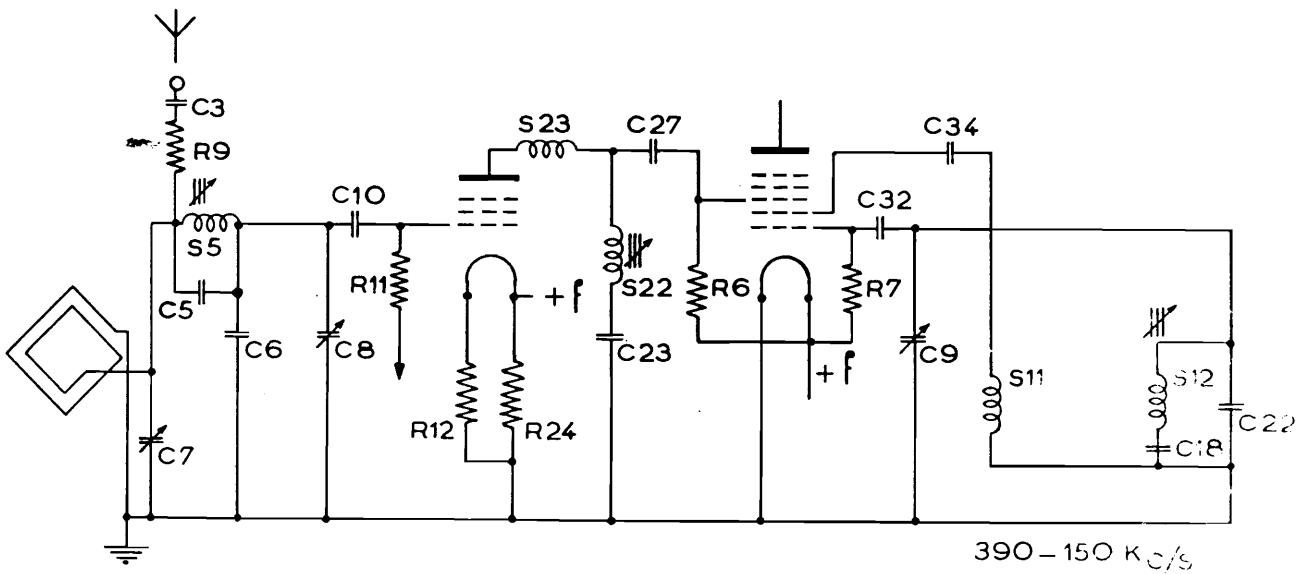 C3
R9
S5
C5
C6
C7
C10
R11
C8
S23
R12
R24
+ f
C27
S22
C23
R6
R7
+ f
C34
C32
C9
S11
S12
C18
C22
390-150 Kc/s